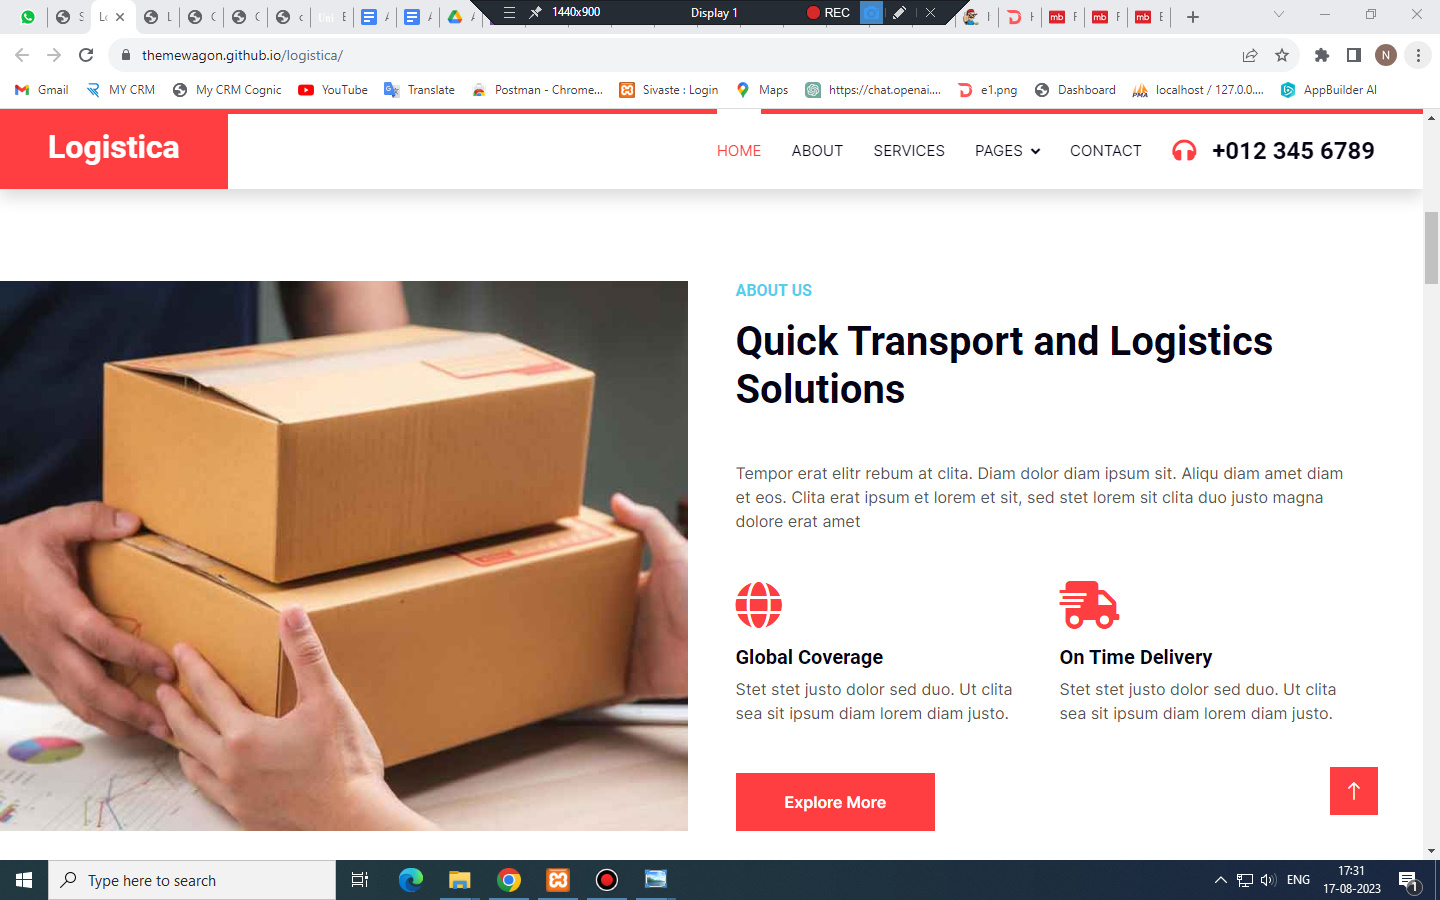 1440x900
Display 1
REC
themewagon.github.io/logistica/
N
Gmail
MY CRM
My CRM Cognic
YouTube
Translate
Postman - Chrome...
Sivaste : Login
Maps
https://chat.openai....
e1.png
Dashboard
localhost / 127.0.0....
AppBuilder AI
Logistica
HOME
ABOUT
SERVICES
PAGES
CONTACT
+012 345 6789
ABOUT US
Quick Transport and Logistics
Solutions
Tempor erat elitr rebum at clita. Diam dolor diam ipsum sit. Aliqu diam amet diam
et eos. Clita erat ipsum et lorem et sit, sed stet lorem sit clita duo justo magna
dolore erat amet
Global Coverage
Stet stet justo dolor sed duo. Ut clita
sea sit ipsum diam lorem diam justo.
On Time Delivery
Stet stet justo dolor sed duo. Ut clita
sea sit ipsum diam lorem diam justo.
Explore More
Type here to search
ENG
17:31
17-08-2023
1